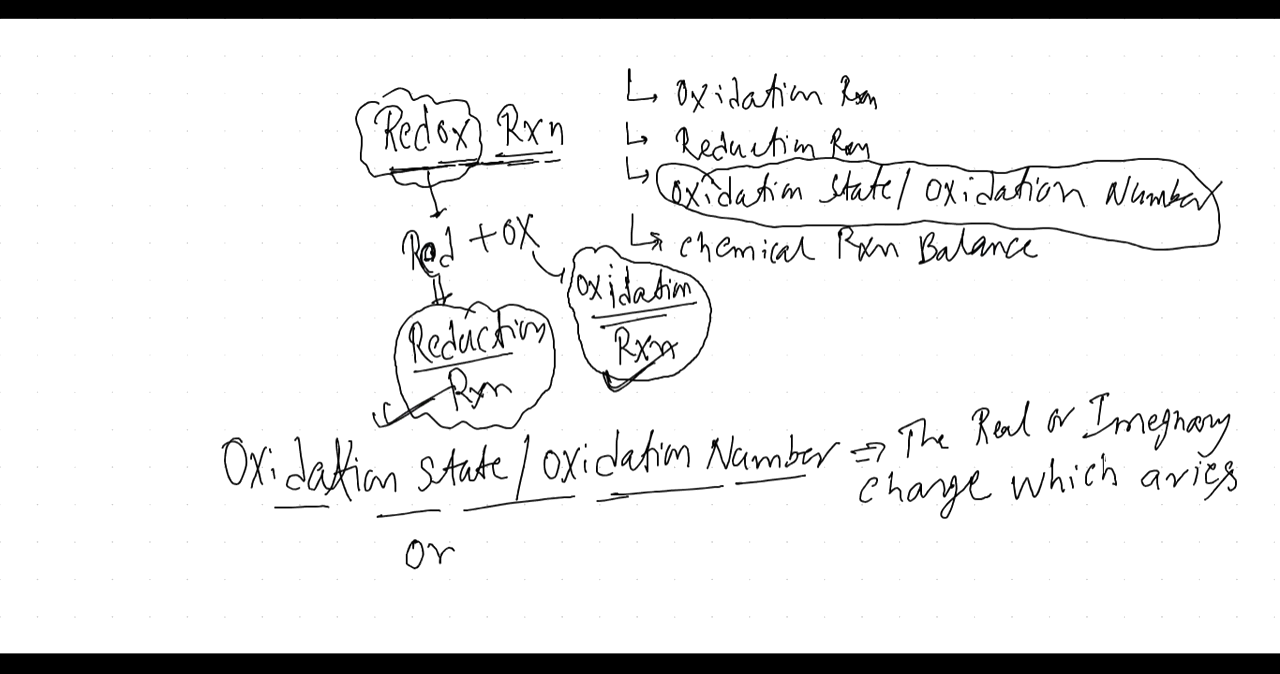 Redox Rxn
Red + ox
Reduction
Rxn
oxidation
Rxn
Oxidation Rxn
Reduction Rxn
Oxidation state/ Oxidation Number
Chemical Rxn Balance
Oxidation state/oxidation Number ⇒ The Real or Imegnary
charge which aries
or